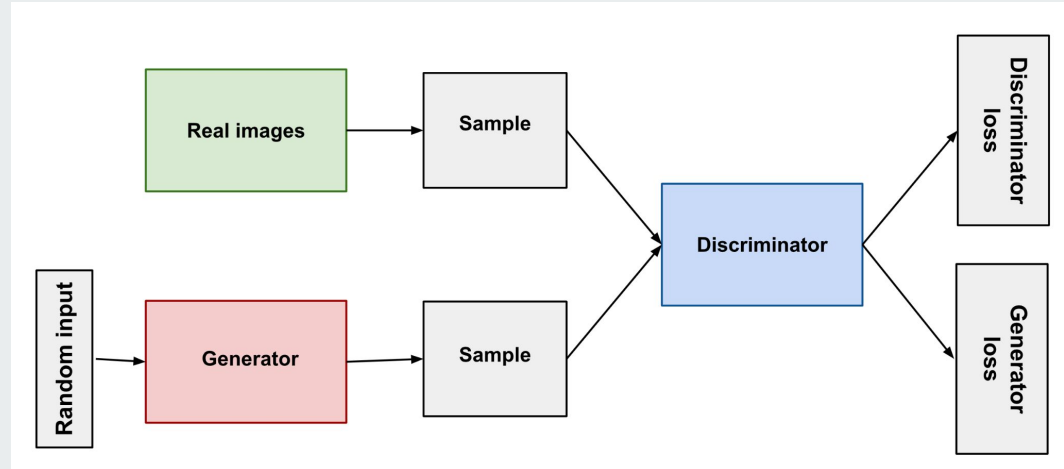 Real images
Sample
Discriminator
loss
Discriminator
Random input
Generator
Sample
Generator
loss